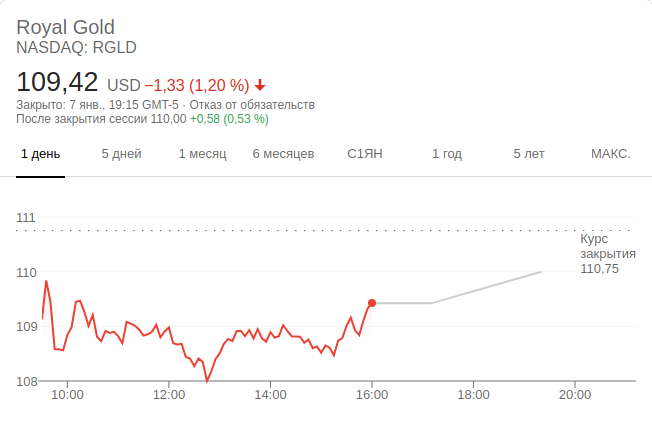 Royal Gold
NASDAQ: RGLD
109,42 USD −1,33 (1,20 %)
Закрыто: 7 янв., 19:15 GMT-5 · Отказ от обязательств
После закрытия сессии 110,00 +0,58 (0,53 %)
1 день 5 дней 1 месяц 6 месяцев С1ЯН 1 год 5 лет МАКС.
111
Курс
закрытия
110,75
110
109
108
10:00 12:00 14:00 16:00 18:00 20:00